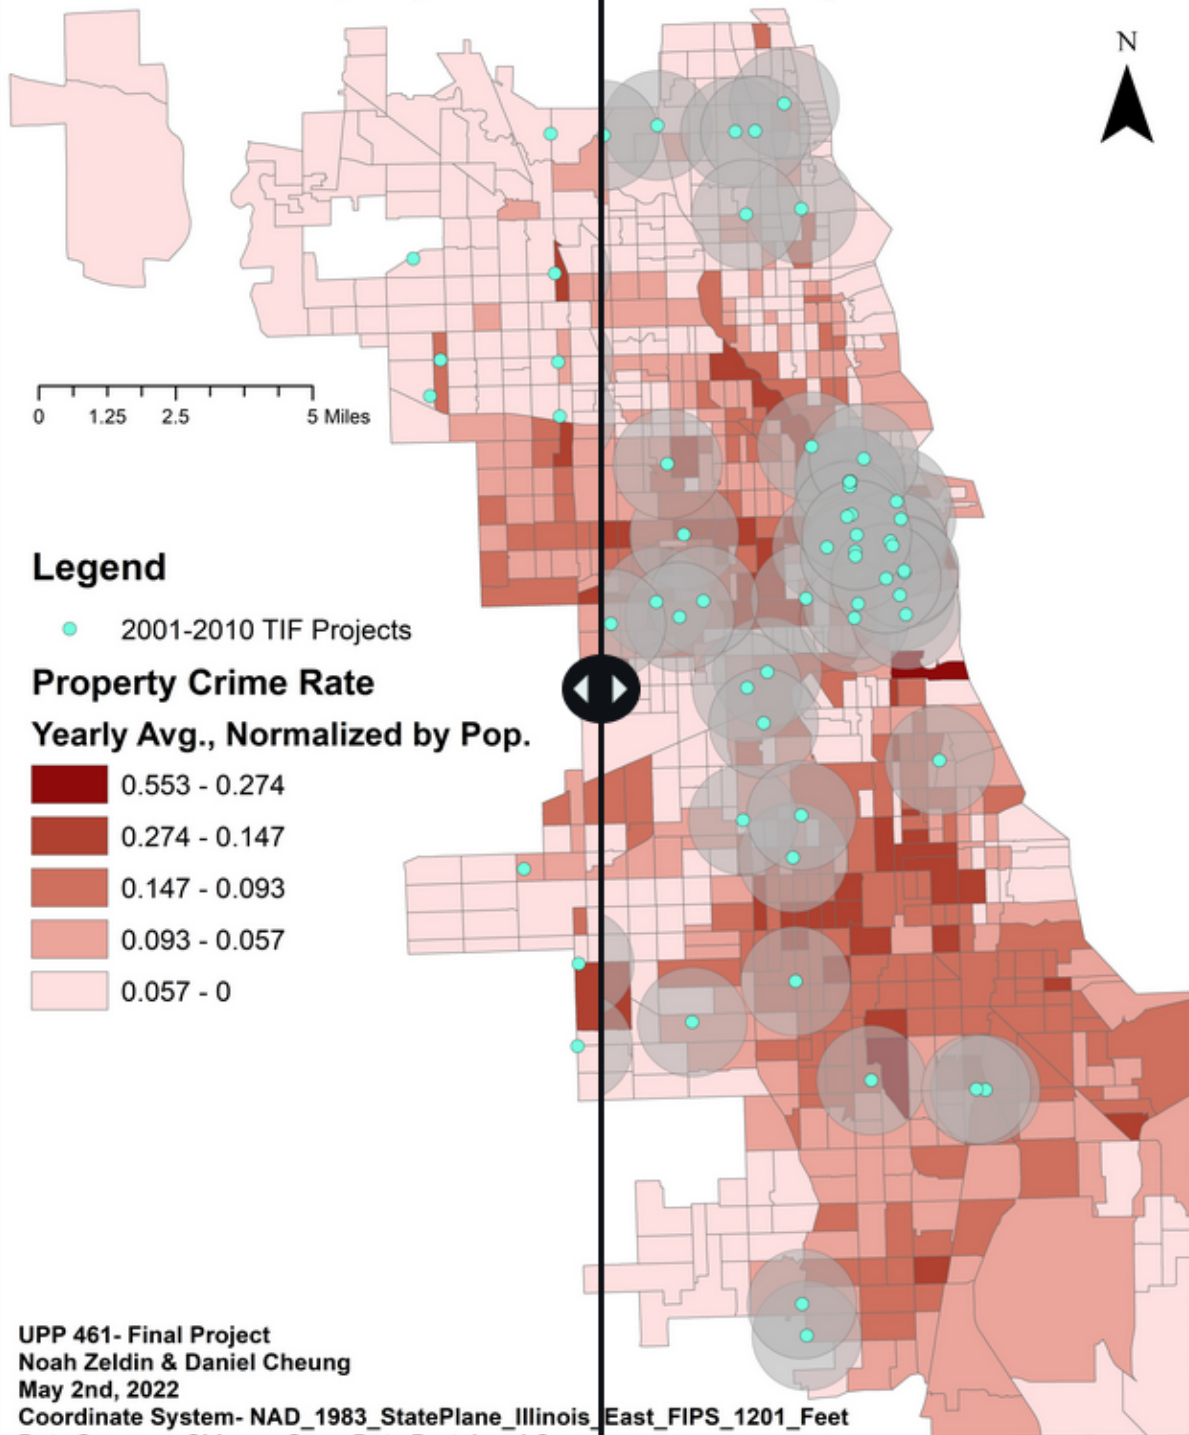 N
0 1.25 2.5 5 Miles
Legend
2001-2010 TIF Projects
Property Crime Rate
Yearly Avg., Normalized by Pop.
0.553 - 0.274
0.274 - 0.147
0.147 - 0.093
0.093 - 0.057
0.057 - 0
UPP 461- Final Project
Noah Zeldin & Daniel Cheung
May 2nd, 2022
Coordinate System- NAD_1983_StatePlane_Illinois_East_FIPS_1201_Feet